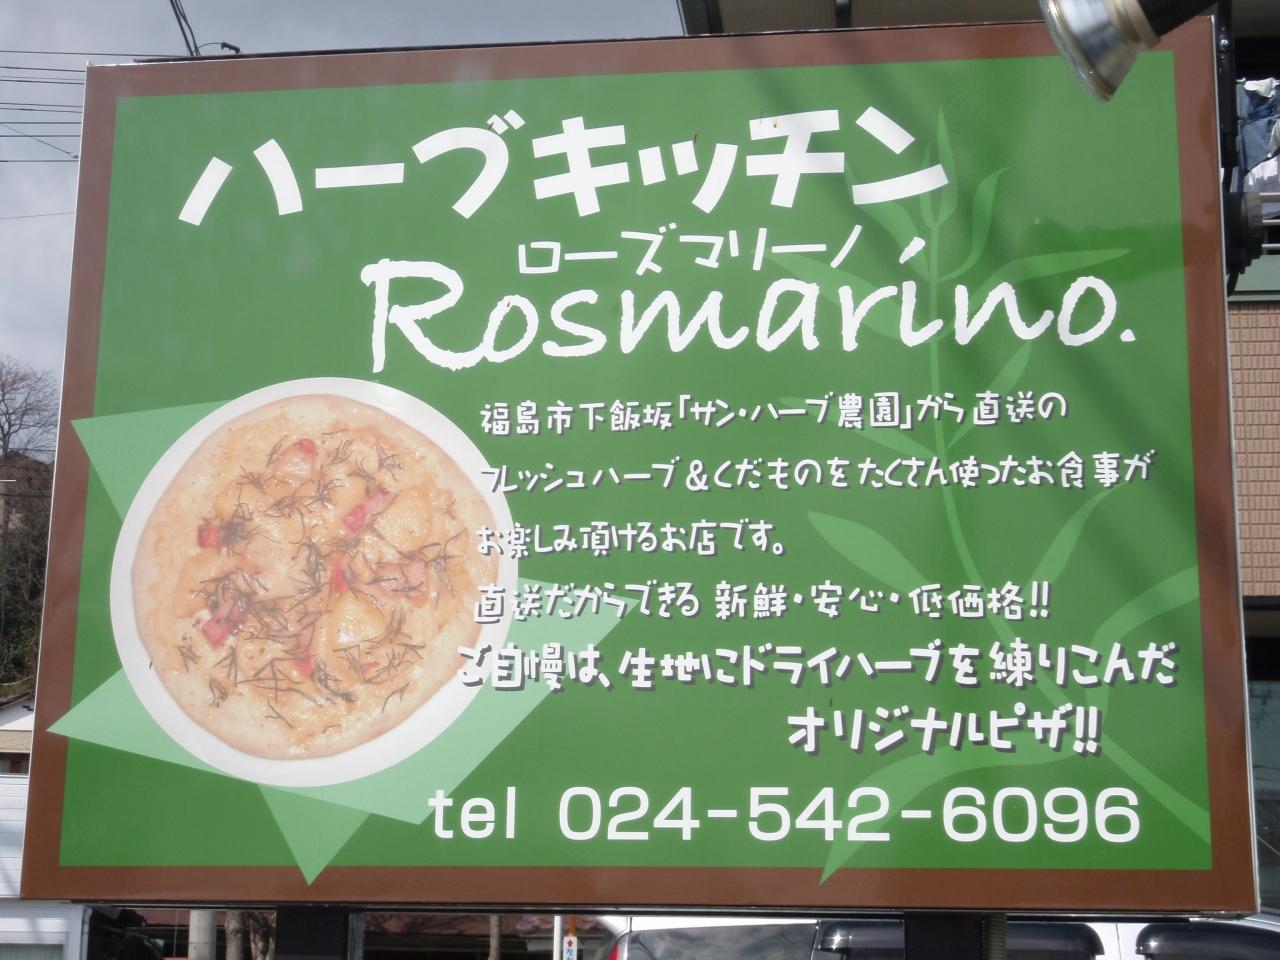 ハーブキッチン
ローズマリーノ
Rosmarino.
福島市下飯坂「サン・ハーブ農園」から直送の
フレッシュハーブ&くだものをたくさん使ったお食事が
お楽しみ頂けるお店です。
直送だからできる 新鮮・安心・低価格!!
ご自慢は、生地にドライハーブを練りこんだ
オリジナルピザ!!
tel 024-542-6096